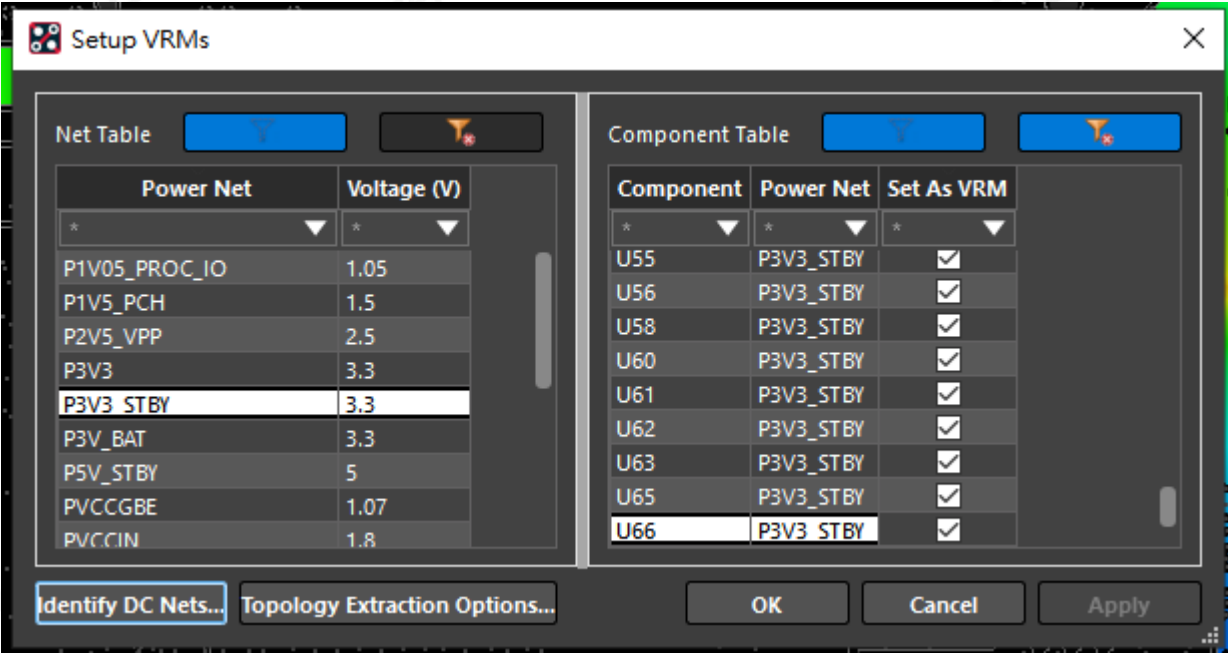 Setup VRMs
Net Table
Power Net Voltage (V)
* *
P1V05_PROC_IO 1.05
P1V5_PCH 1.5
P2V5_VPP 2.5
P3V3 3.3
P3V3_STBY 3.3
P3V_BAT 3.3
P5V_STBY 5
PVCCGBE 1.07
PVCCIN 1.8
Component Table
Component Power Net Set As VRM
* * *
U55 P3V3_STBY
U56 P3V3_STBY
U58 P3V3_STBY
U60 P3V3_STBY
U61 P3V3_STBY
U62 P3V3_STBY
U63 P3V3_STBY
U65 P3V3_STBY
U66 P3V3_STBY
Identify DC Nets... Topology Extraction Options... OK Cancel Apply